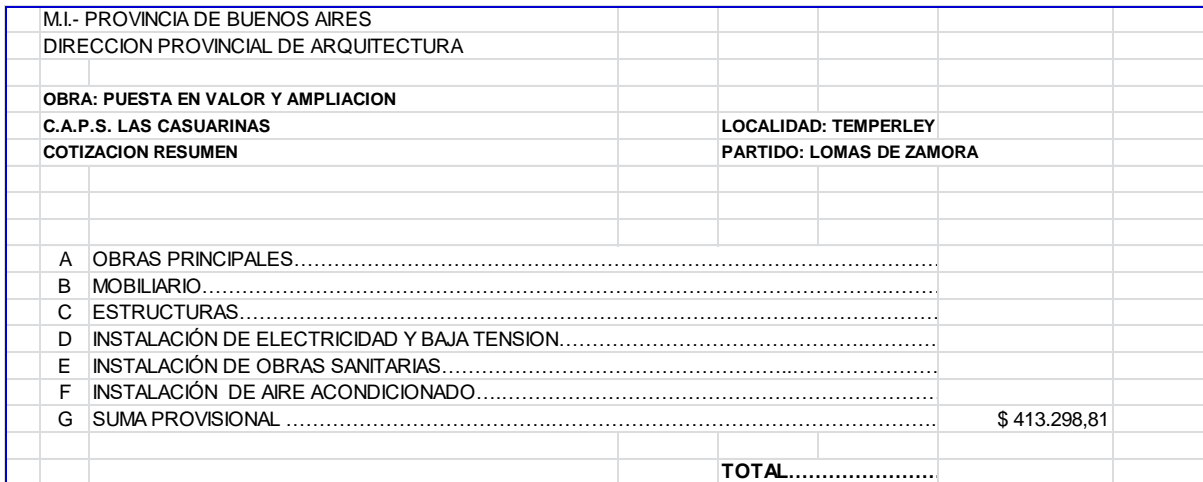 M.I.- PROVINCIA DE BUENOS AIRES
DIRECCION PROVINCIAL DE ARQUITECTURA
OBRA: PUESTA EN VALOR Y AMPLIACION
C.A.P.S. LAS CASUARINAS LOCALIDAD: TEMPERLEY
COTIZACION RESUMEN PARTIDO: LOMAS DE ZAMORA
A OBRAS PRINCIPALES……………………………………………………………………………
B MOBILIARIO……………………………………………………………………………………
C ESTRUCTURAS…………………………………………………………………………………
D INSTALACIÓN DE ELECTRICIDAD Y BAJA TENSION……………………………………………
E INSTALACIÓN DE OBRAS SANITARIAS…………………………………………………………
F INSTALACIÓN  DE AIRE ACONDICIONADO………………………………………………………
G SUMA PROVISIONAL ……………………………………………………………………………… $ 413.298,81
TOTAL…………………